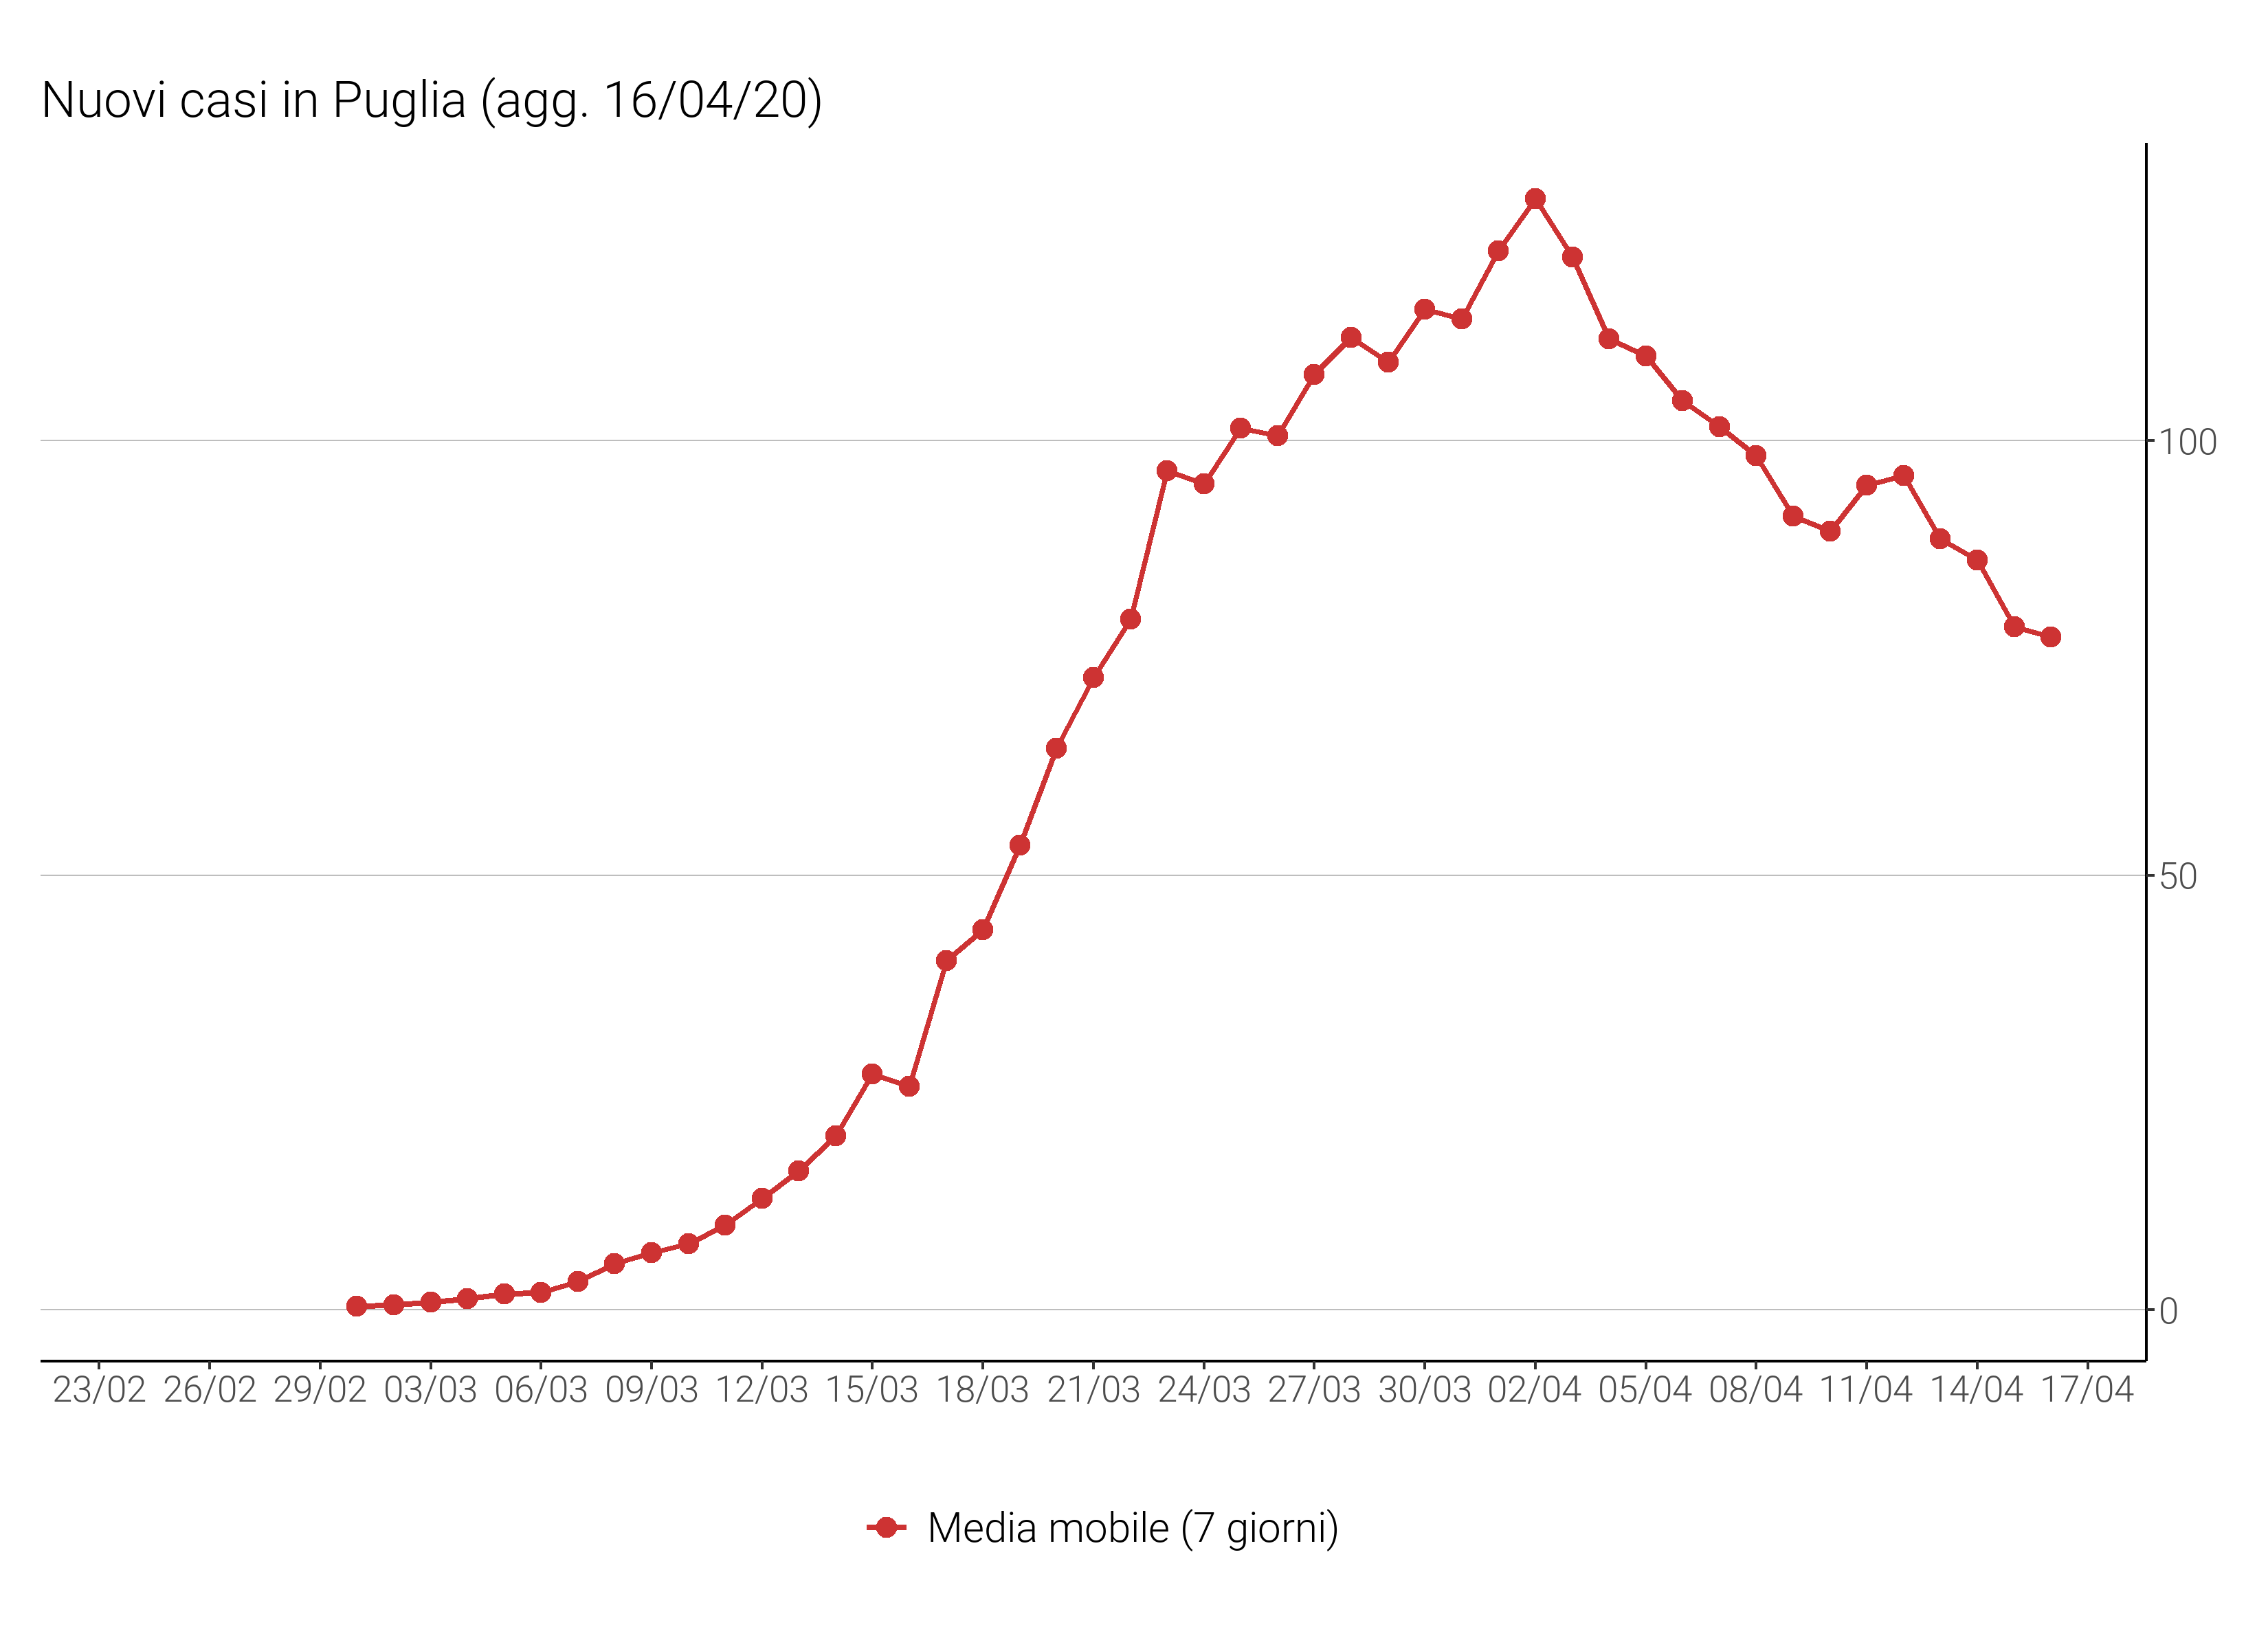 Nuovi casi in Puglia (agg. 16/04/20)
100
50
0
23/02 26/02 29/02 03/03 06/03 09/03 12/03 15/03 18/03 21/03 24/03 27/03 30/03 02/04 05/04 08/04 11/04 14/04 17/04
Media mobile (7 giorni)